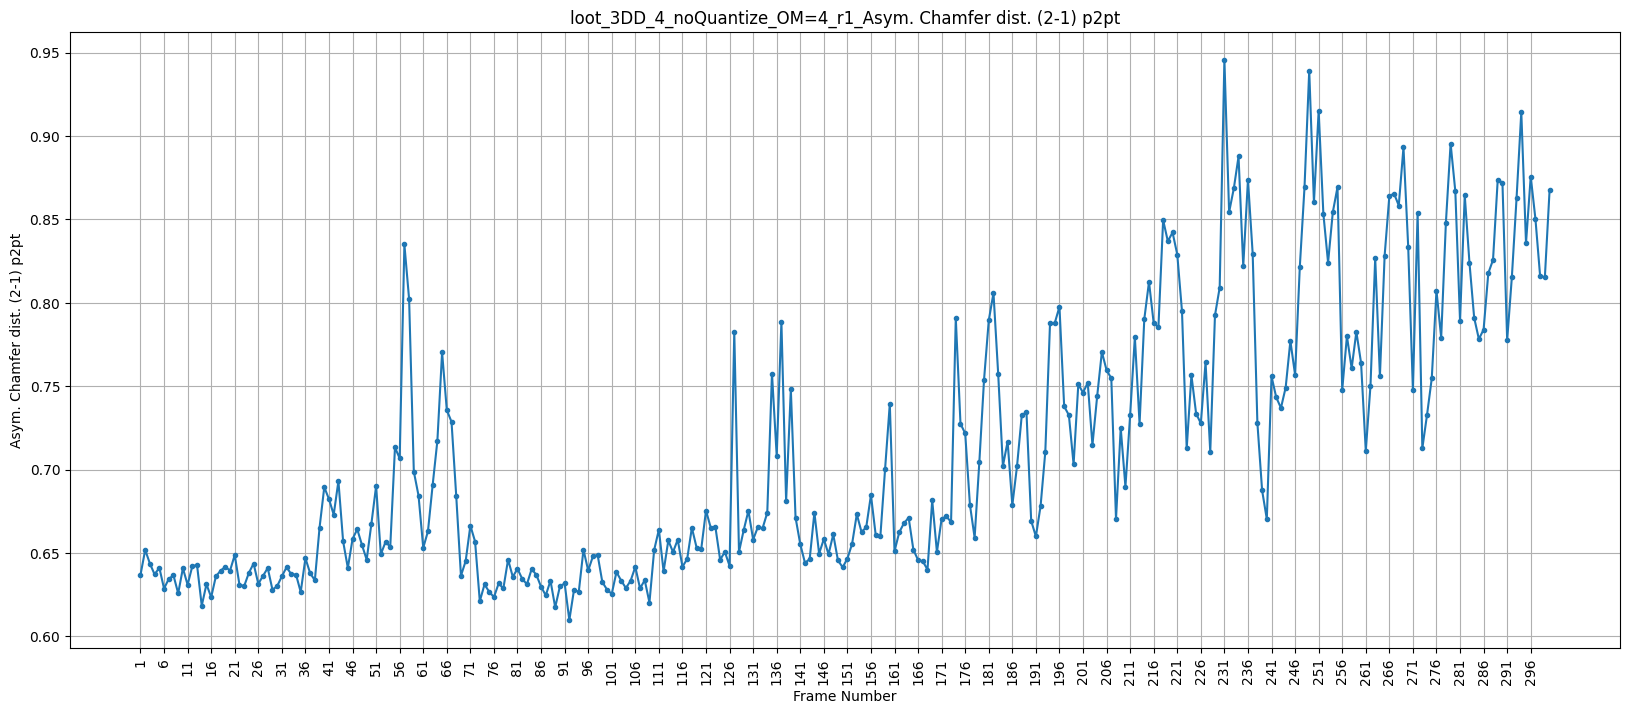 loot_3DD_4_noQuantize_OM=4_r1_Asym. Chamfer dist. (2-1) p2pt
Asym. Chamfer dist. (2-1) p2pt
0.95
0.90
0.85
0.80
0.75
0.70
0.65
0.60
1 6 11 16 21 26 31 36 41 46 51 56 61 66 71 76 81 86 91 96 101 106 111 116 121 126 131 136 141 146 151 156 161 166 171 176 181 186 191 196 201 206 211 216 221 226 231 236 241 246 251 256 261 266 271 276 281 286 291 296
Frame Number